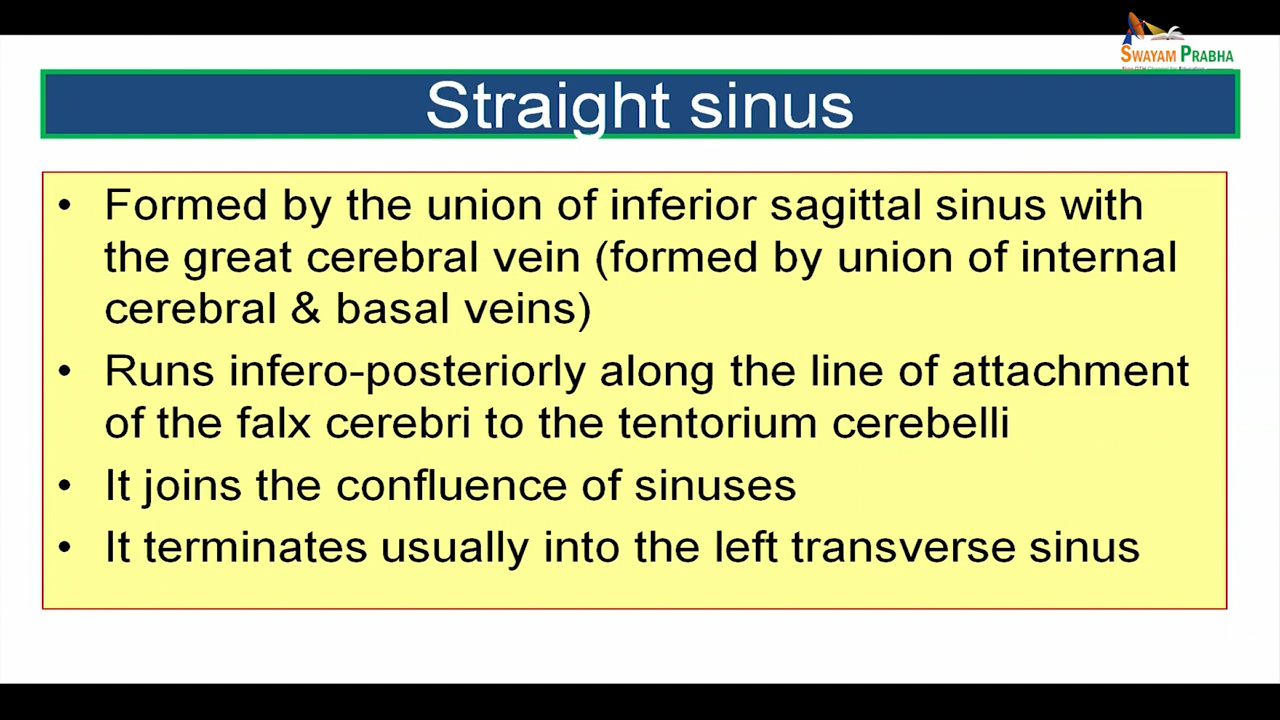 SWAYAM PRABHA
Straight sinus
• Formed by the union of inferior sagittal sinus with
the great cerebral vein (formed by union of internal
cerebral & basal veins)
• Runs infero-posteriorly along the line of attachment
of the falx cerebri to the tentorium cerebelli
• It joins the confluence of sinuses
• It terminates usually into the left transverse sinus